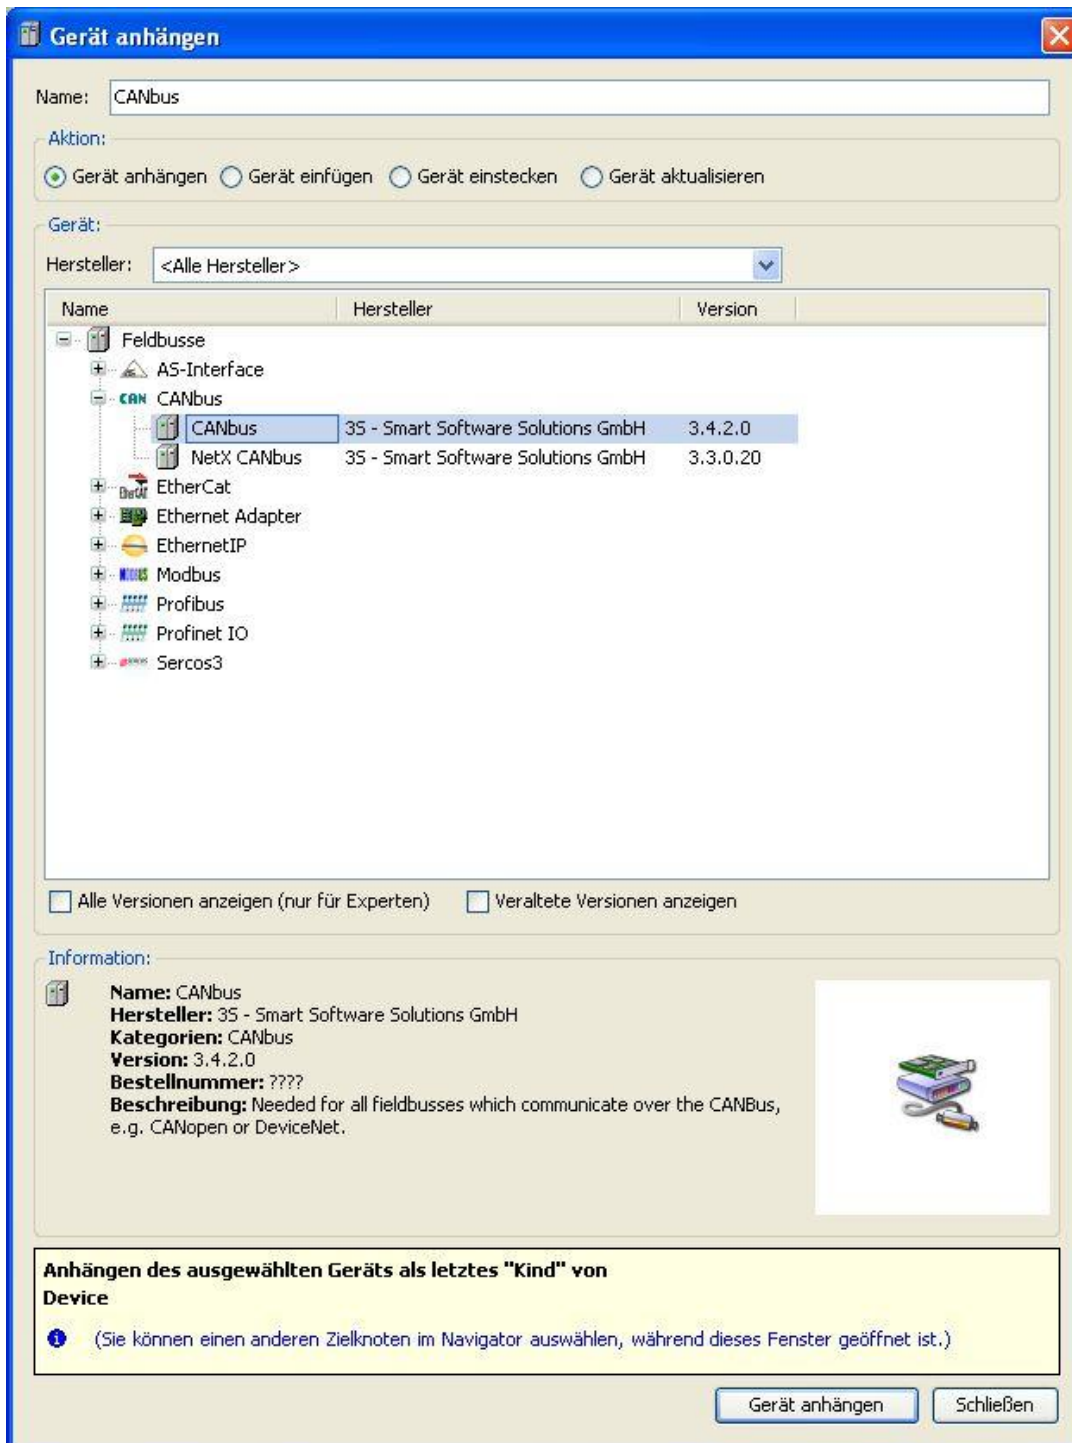 Gerät anhängen
Name: CANbus
Aktion:
Gerät anhängen Gerät einfügen Gerät einstecken Gerät aktualisieren
Gerät:
Hersteller: <Alle Hersteller>
Name Hersteller Version
Feldbusse
AS-Interface
CAN CANbus
CANbus 3S - Smart Software Solutions GmbH 3.4.2.0
NetX CANbus 3S - Smart Software Solutions GmbH 3.3.0.20
EtherCat
Ethernet Adapter
EthernetIP
Modbus
Profibus
Profinet IO
Sercos3
Alle Versionen anzeigen (nur für Experten) Veraltete Versionen anzeigen
Information:
Name: CANbus
Hersteller: 3S - Smart Software Solutions GmbH
Kategorien: CANbus
Version: 3.4.2.0
Bestellnummer: ????
Beschreibung: Needed for all fieldbusses which communicate over the CANBus,
e.g. CANopen or DeviceNet.
Anhängen des ausgewählten Geräts als letztes "Kind" von
Device
(Sie können einen anderen Zielknoten im Navigator auswählen, während dieses Fenster geöffnet ist.)
Gerät anhängen Schließen